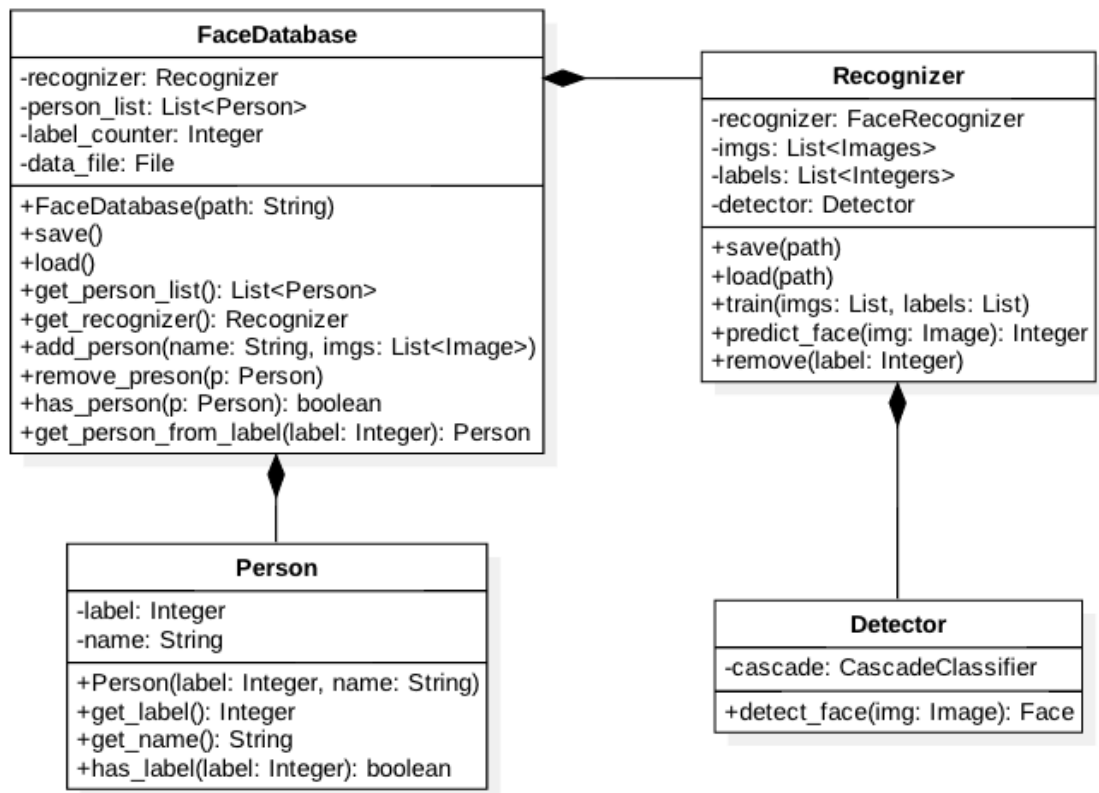 FaceDatabase
-recognizer: Recognizer
-person_list: List<Person>
-label_counter: Integer
-data_file: File
+FaceDatabase(path: String)
+save()
+load()
+get_person_list(): List<Person>
+get_recognizer(): Recognizer
+add_person(name: String, imgs: List<Image>)
+remove_preson(p: Person)
+has_person(p: Person): boolean
+get_person_from_label(label: Integer): Person
Recognizer
-recognizer: FaceRecognizer
-imgs: List<Images>
-labels: List<Integers>
-detector: Detector
+save(path)
+load(path)
+train(imgs: List, labels: List)
+predict_face(img: Image): Integer
+remove(label: Integer)
Person
-label: Integer
-name: String
+Person(label: Integer, name: String)
+get_label(): Integer
+get_name(): String
+has_label(label: Integer): boolean
Detector
-cascade: CascadeClassifier
+detect_face(img: Image): Face